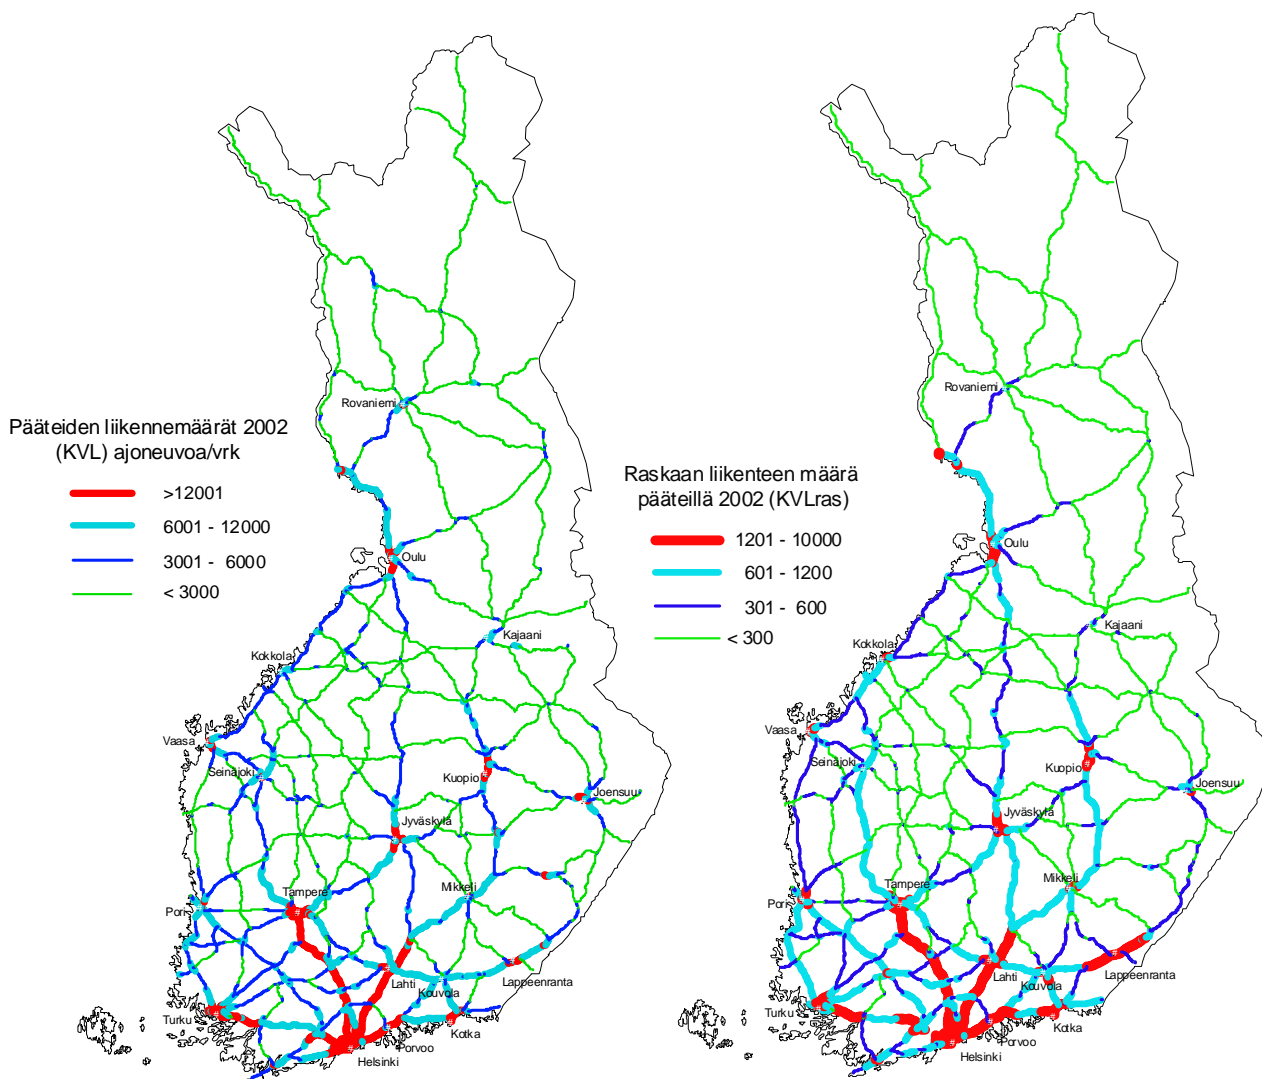 Pääteiden liikennemäärät 2002
(KVL) ajoneuvoa/vrk
>12001
6001 - 12000
3001 - 6000
< 3000
Rovaniemi
Oulu
Kajaani
Kokkola
Vaasa
Seinäjoki
Kuopio
Joensuu
Jyväskylä
Mikkeli
Tampere
Pori
Lahti
Kouvola
Lappeenranta
Turku
Kotka
Porvoo
Helsinki
Raskaan liikenteen määrä
pääteillä 2002 (KVLras)
1201 - 10000
601 - 1200
301 - 600
< 300
Rovaniemi
Oulu
Kajaani
Kokkola
Vaasa
Seinäjoki
Kuopio
Joensuu
Jyväskylä
Mikkeli
Tampere
Pori
Lahti
Kouvola
Lappeenranta
Turku
Kotka
Porvoo
Helsinki